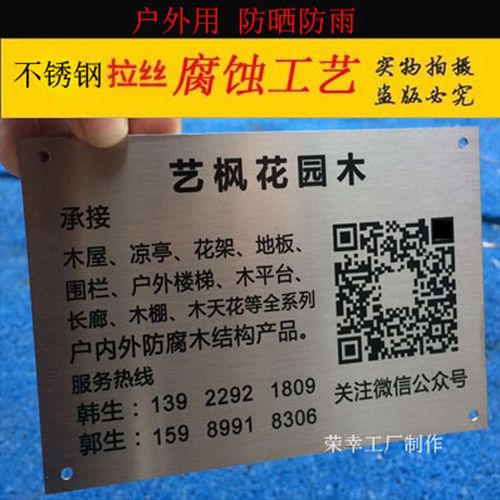 户外用 防晒防雨
不锈钢拉丝腐蚀工艺
实物拍摄
盗版必究
艺枫花园木
承接
木屋、凉亭、花架、地板、
围栏、户外楼梯、木平台、
长廊、木棚、木天花等全系列
户内外防腐木结构产品。
服务热线
韩生：139 2292 1809
郭生：159 8991 8306
关注微信公众号
荣幸工厂制作